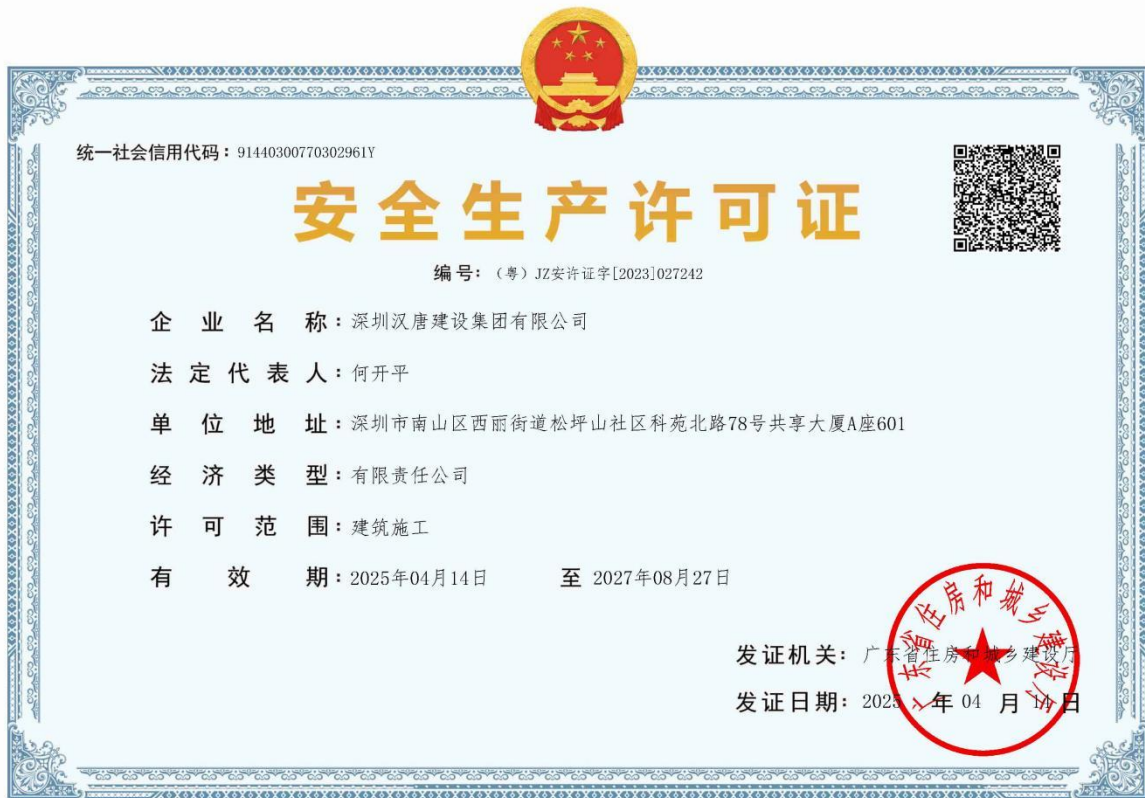 统一社会信用代码：91440300770302961Y
安全生产许可证
编号：（粤）JZ安许证字[2023]027242
企业名称：深圳汉唐建设集团有限公司
法定代表人：何开平
单位地址：深圳市南山区西丽街道松坪山社区科苑北路78号共享大厦A座601
经济类型：有限责任公司
许可范围：建筑施工
有效期：2025年04月14日 至 2027年08月27日
发证机关：广东省住房和城乡建设厅
发证日期：2025年04月14日
广东省住房和城乡建设厅